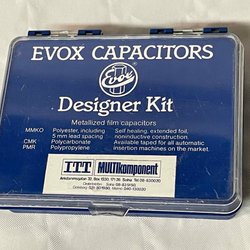 EVOX CAPACITORS
Evox
Designer Kit
Metallized film capacitors
MMKO Polyester, including 5 mm lead spacing
CMK Polycarbonate
PMR Polypropylene
Self healing, extended foil, noninductive construction.
Available taped for all automatic insertion machines on the market.
ITT MULTIkomponent